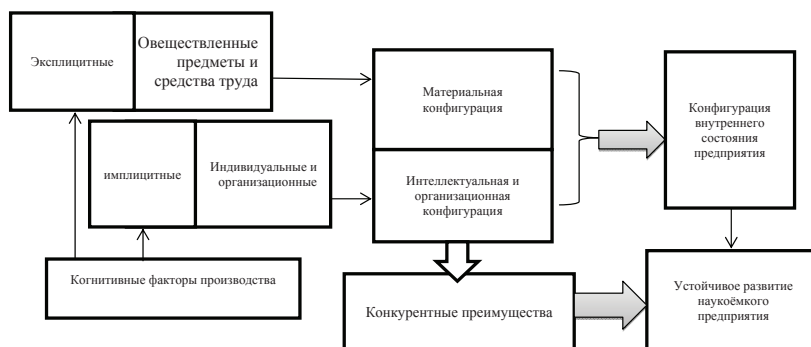 Эксплицитные
Овеществленные
предметы и
средства труда
Материальная
конфигурация
Конфигурация
внутреннего
состояния
предприятия
имплицитные
Индивидуальные и
организационные
Интеллектуальная и
организационная
конфигурация
Когнитивные факторы производства
Конкурентные преимущества
Устойчивое развитие
наукоёмкого
предприятия